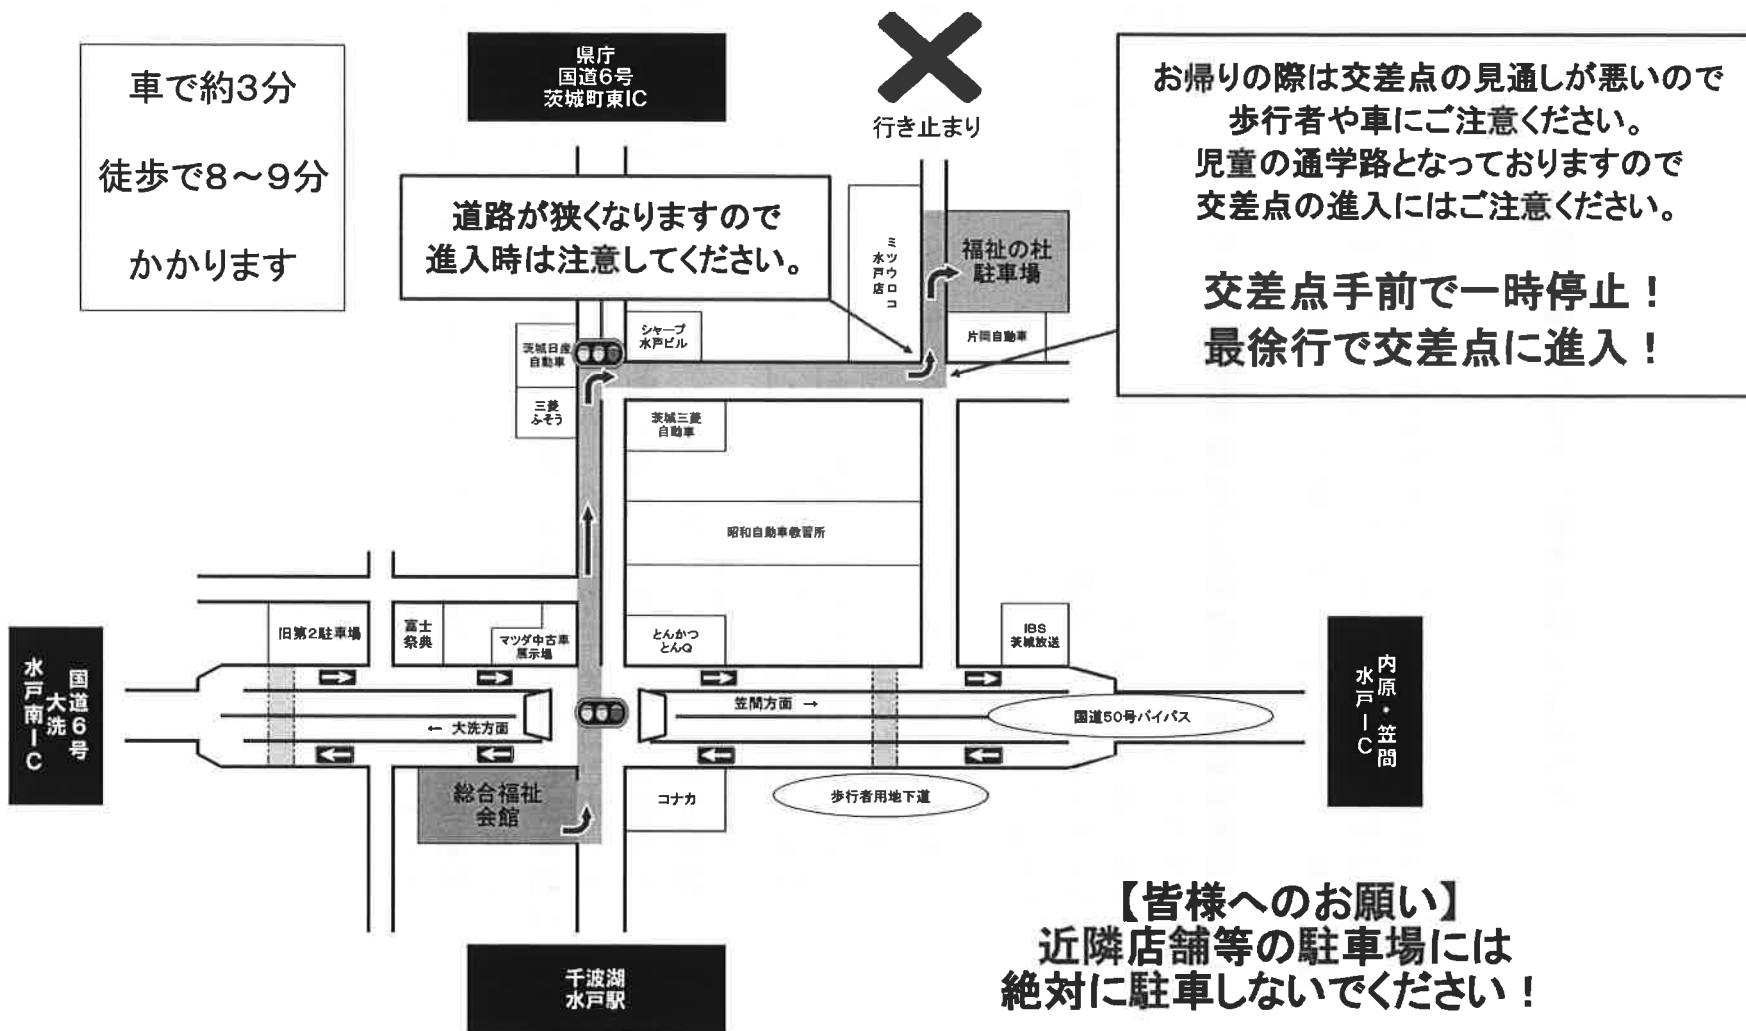 車で約3分
徒歩で8～9分
かかります
県庁
国道6号
茨城町東IC
行き止まり
お帰りの際は交差点の見通しが悪いので
歩行者や車にご注意ください。
児童の通学路となっておりますので
交差点の進入にはご注意ください。
交差点手前で一時停止！
最徐行で交差点に進入！
道路が狭くなりますので
進入時は注意してください。
ミツウロコ
水戸店
福祉の杜
駐車場
茨城日産
自動車
シャープ
水戸ビル
片岡自動車
三菱
ふそう
茨城三菱
自動車
昭和自動車教習所
旧第2駐車場
富士
祭典
マツダ中古車
展示場
とんかつ
とんQ
IBS
茨城放送
国道6号
大洗
水戸南IC
笠間方面 →
← 大洗方面
国道50号バイパス
内原・笠間
水戸IC
総合福祉
会館
コナカ
歩行者用地下道
千波湖
水戸駅
【皆様へのお願い】
近隣店舗等の駐車場には
絶対に駐車しないでください！